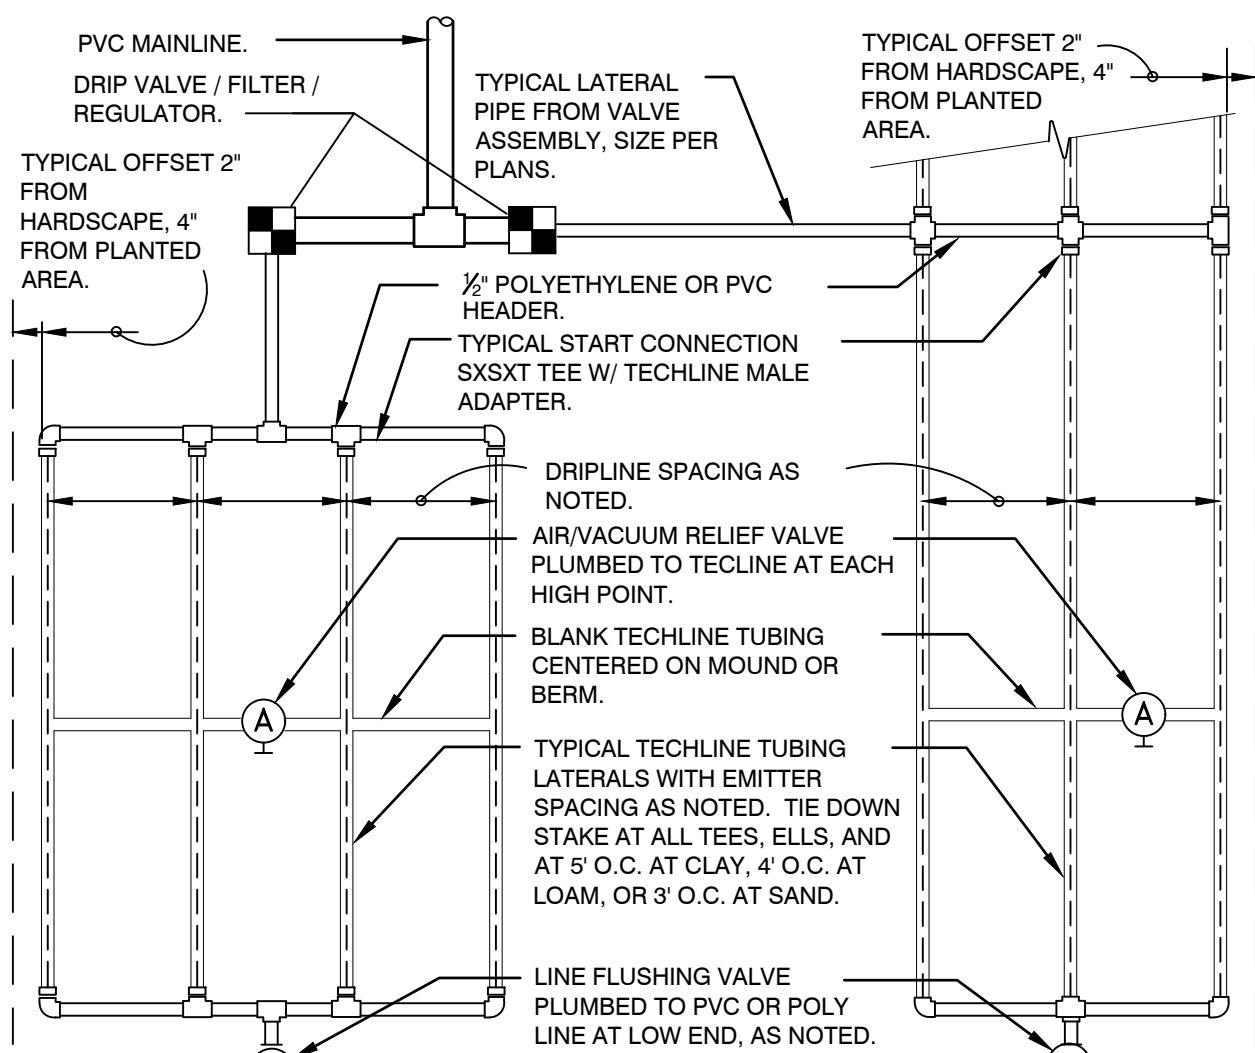 PVC MAINLINE.
DRIP VALVE / FILTER /
REGULATOR.
TYPICAL OFFSET 2"
FROM
HARDSCAPE, 4"
FROM PLANTED
AREA.
TYPICAL LATERAL
PIPE FROM VALVE
ASSEMBLY, SIZE PER
PLANS.
TYPICAL OFFSET 2"
FROM HARDSCAPE, 4"
FROM PLANTED
AREA.
½" POLYETHYLENE OR PVC
HEADER.
TYPICAL START CONNECTION
SXSXT TEE W/ TECHLINE MALE
ADAPTER.
DRIPLINE SPACING AS
NOTED.
AIR/VACUUM RELIEF VALVE
PLUMBED TO TECLINE AT EACH
HIGH POINT.
BLANK TECHLINE TUBING
CENTERED ON MOUND OR
BERM.
A
A
TYPICAL TECHLINE TUBING
LATERALS WITH EMITTER
SPACING AS NOTED.  TIE DOWN
STAKE AT ALL TEES, ELLS, AND
AT 5' O.C. AT CLAY, 4' O.C. AT
LOAM, OR 3' O.C. AT SAND.
LINE FLUSHING VALVE
PLUMBED TO PVC OR POLY
LINE AT LOW END, AS NOTED.